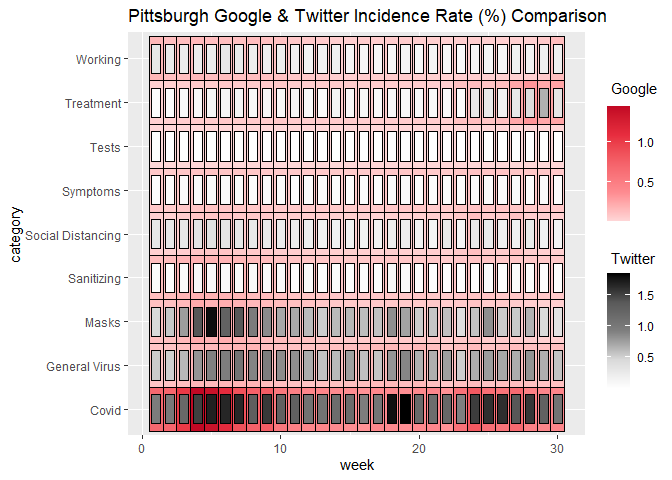 Pittsburgh Google & Twitter Incidence Rate (%) Comparison
category
Working
Treatment
Tests
Symptoms
Social Distancing
Sanitizing
Masks
General Virus
Covid
0
10
20
30
week
Google
1.0
0.5
Twitter
1.5
1.0
0.5